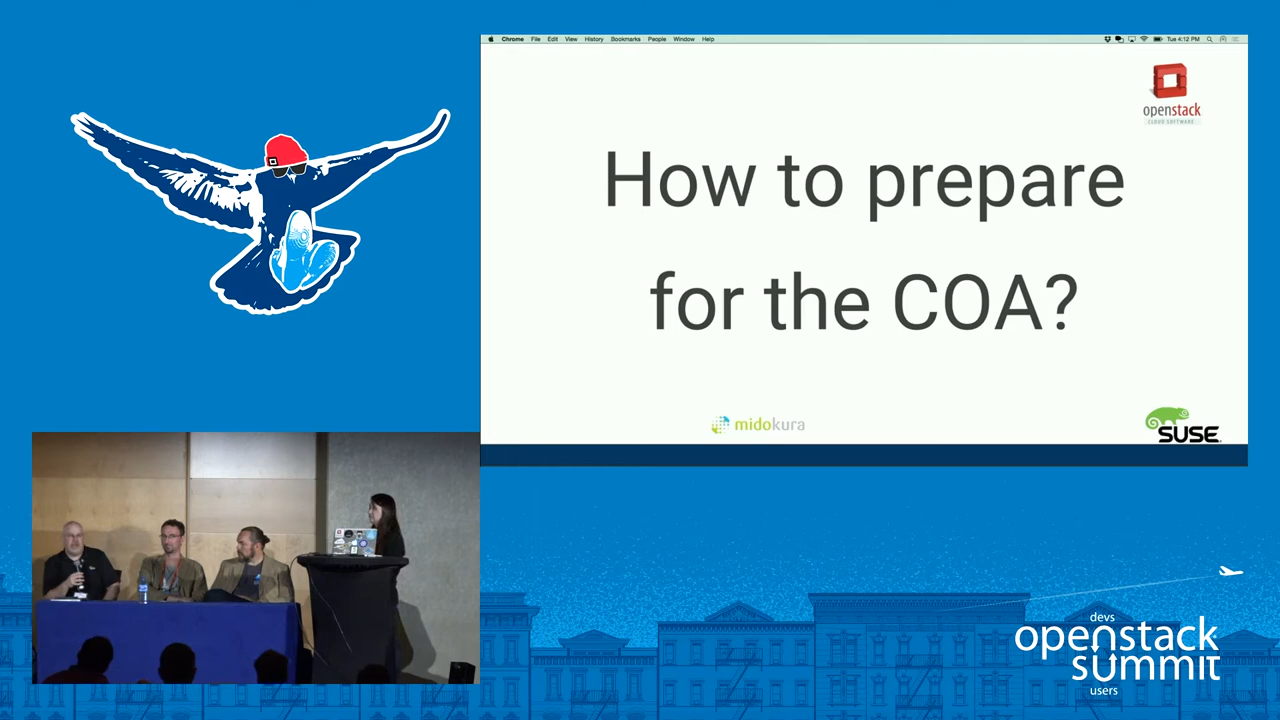 Chrome File Edit View History Bookmarks People Window Help Tue 4:12 PM
openstack
CLOUD SOFTWARE
How to prepare
for the COA?
midokura
SUSE
devs
openstack
summit
users